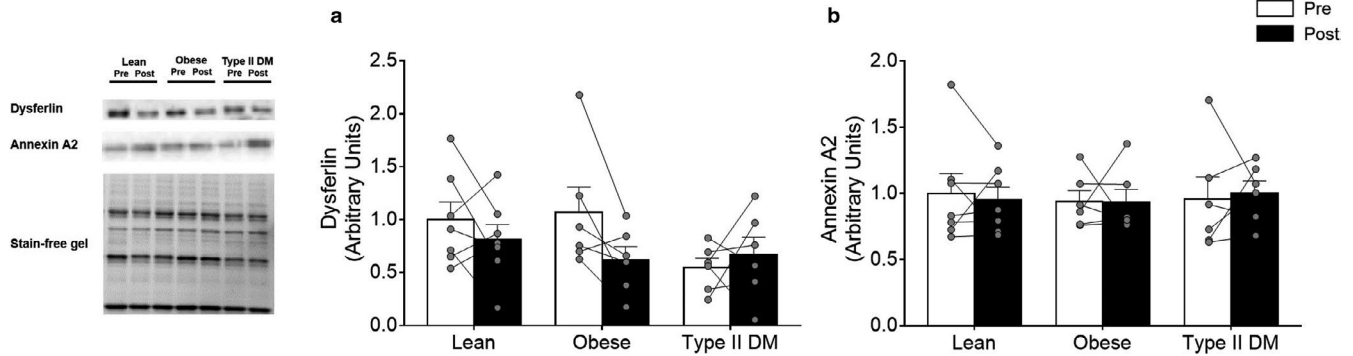 Lean Obese Type II DM
Pre Post Pre Post Pre Post
Dysferlin
Annexin A2
Stain-free gel
a
Dysferlin
(Arbitrary Units)
2.5
2.0
1.5
1.0
0.5
0.0
Lean Obese Type II DM
b
Pre
Post
Annexin A2
(Arbitrary Units)
2.0
1.5
1.0
0.5
0.0
Lean Obese Type II DM